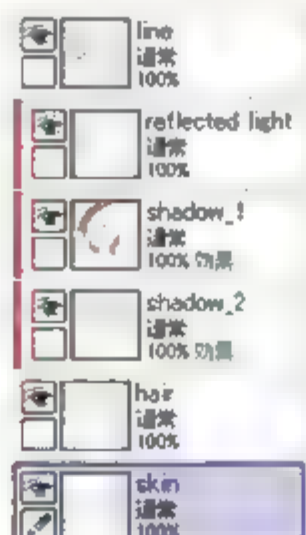 line
通常
100%
reflected light
通常
100%
shadow_1
通常
100% 効果
shadow_2
通常
100% 効果
hair
通常
100%
skin
通常
100%